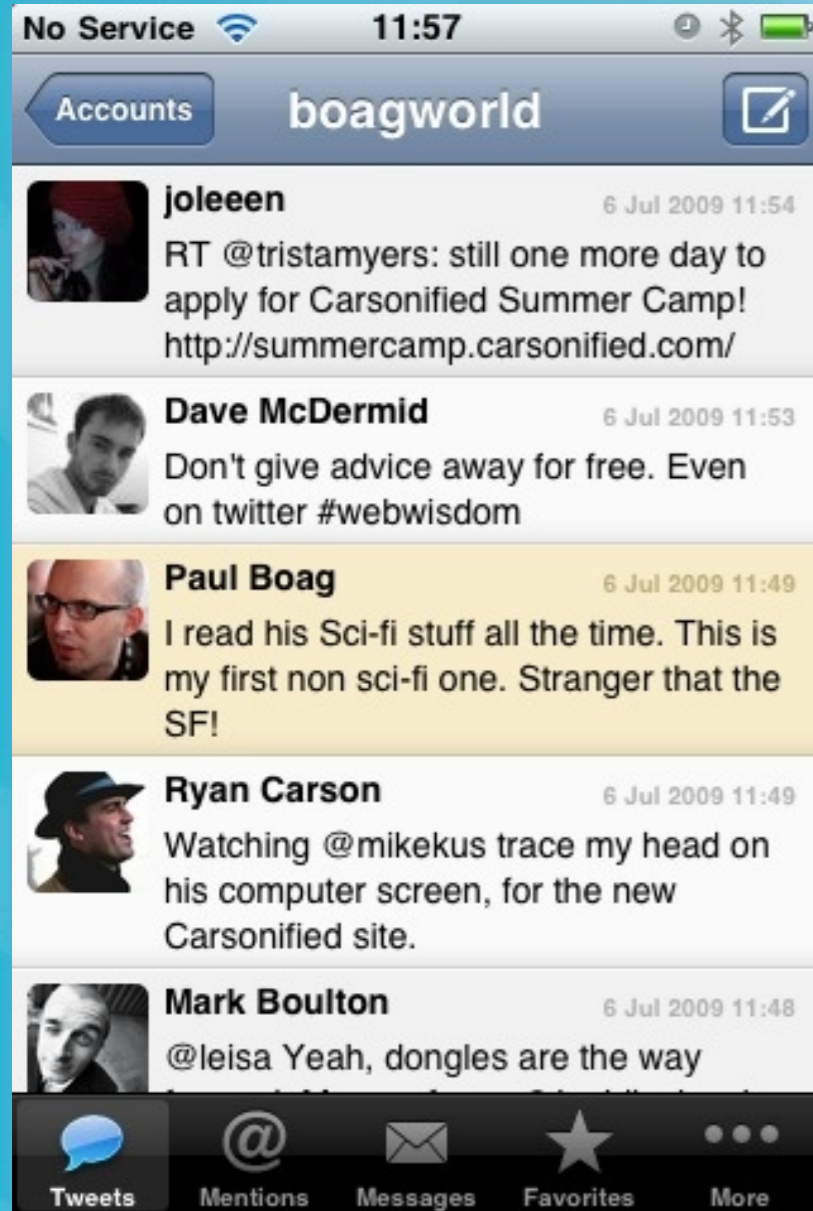 No Service 11:57
Accounts boagworld
joleeen 6 Jul 2009 11:54
RT @tristamyers: still one more day to
apply for Carsonified Summer Camp!
http://summercamp.carsonified.com/
Dave McDermid 6 Jul 2009 11:53
Don't give advice away for free. Even
on twitter #webwisdom
Paul Boag 6 Jul 2009 11:49
I read his Sci-fi stuff all the time. This is
my first non sci-fi one. Stranger that the
SF!
Ryan Carson 6 Jul 2009 11:49
Watching @mikekus trace my head on
his computer screen, for the new
Carsonified site.
Mark Boulton 6 Jul 2009 11:48
@leisa Yeah, dongles are the way
Tweets Mentions Messages Favorites More